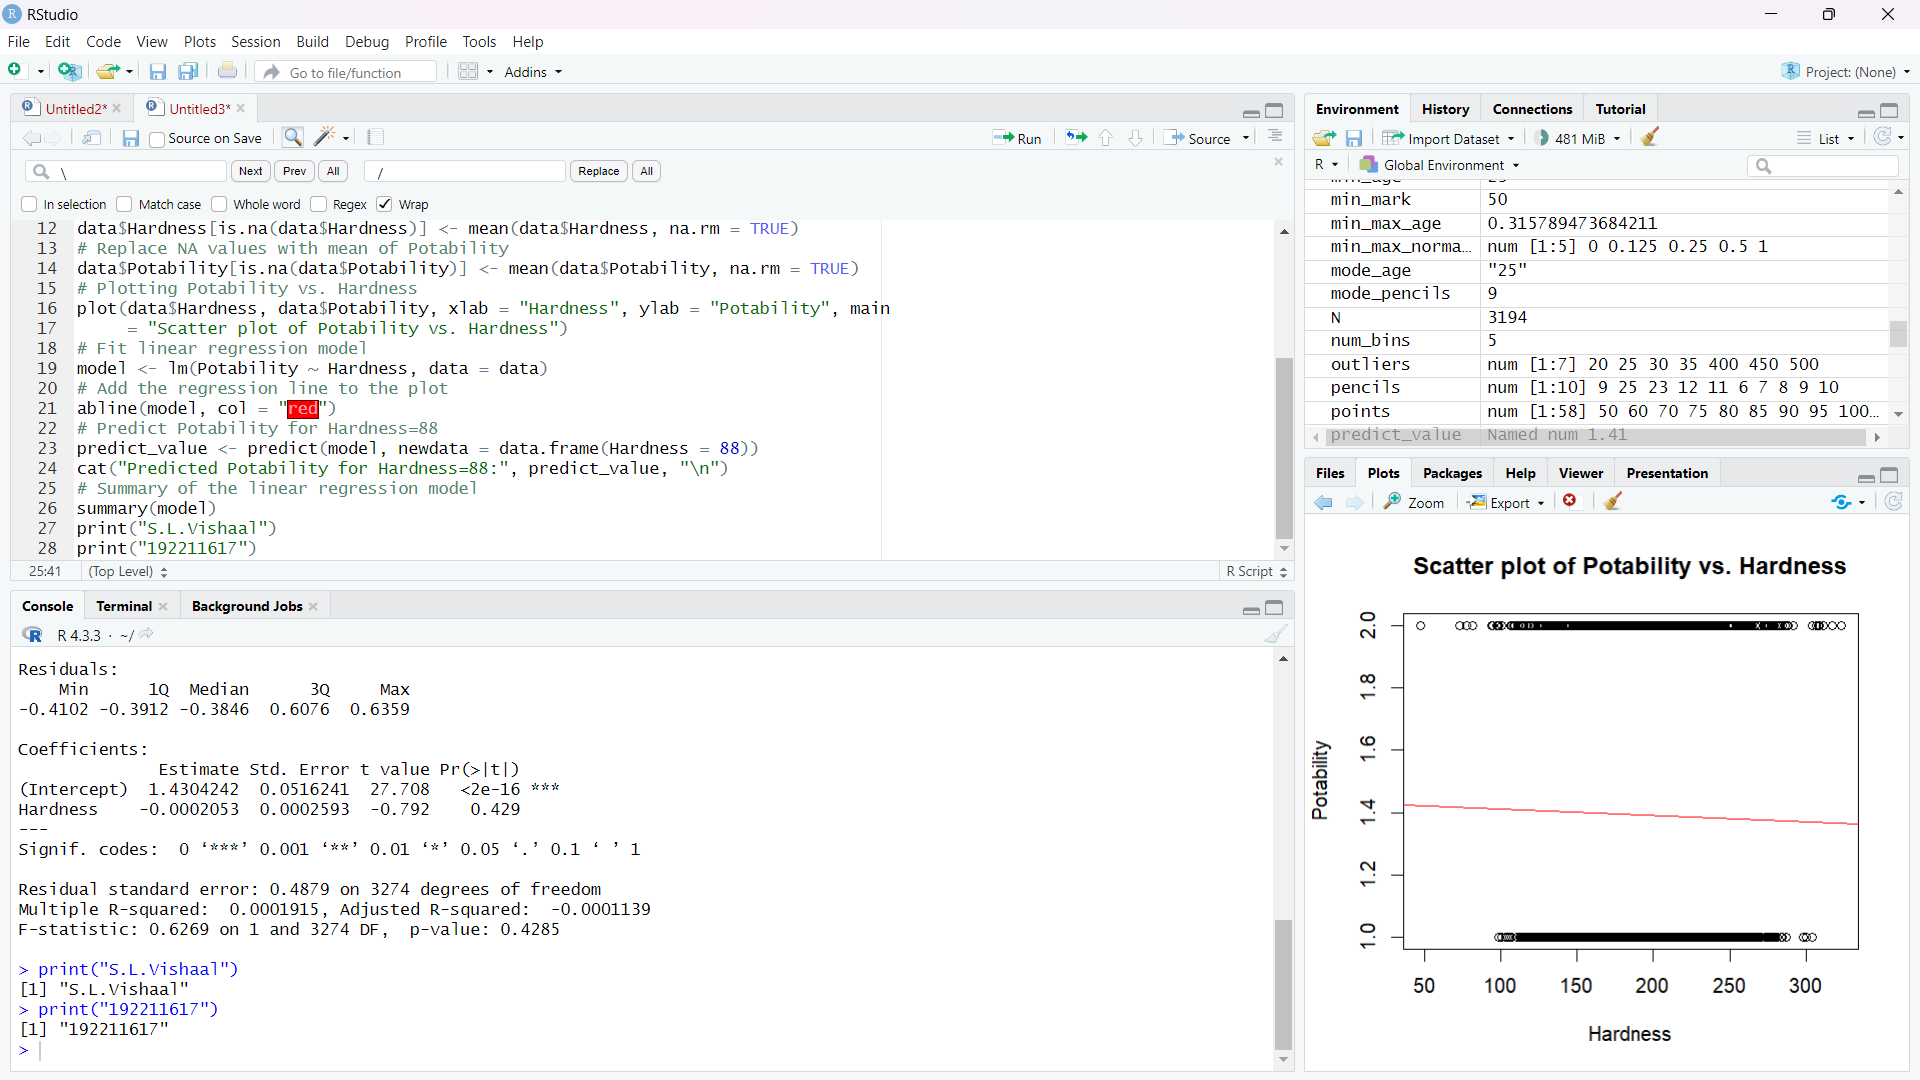 RStudio
File Edit Code View Plots Session Build Debug Profile Tools Help
Go to file/function Addins Project: (None)
Untitled2* Untitled3*
Source on Save Run Source
\ Next Prev All / Replace All
In selection Match case Whole word Regex Wrap
12 data$Hardness[is.na(data$Hardness)] <- mean(data$Hardness, na.rm = TRUE)
13 # Replace NA values with mean of Potability
14 data$Potability[is.na(data$Potability)] <- mean(data$Potability, na.rm = TRUE)
15 # Plotting Potability vs. Hardness
16 plot(data$Hardness, data$Potability, xlab = "Hardness", ylab = "Potability", main
17 = "Scatter plot of Potability vs. Hardness")
18 # Fit linear regression model
19 model <- lm(Potability ~ Hardness, data = data)
20 # Add the regression line to the plot
21 abline(model, col = "red")
22 # Predict Potability for Hardness=88
23 predict_value <- predict(model, newdata = data.frame(Hardness = 88))
24 cat("Predicted Potability for Hardness=88:", predict_value, "\n")
25 # Summary of the linear regression model
26 summary(model)
27 print("S.L.Vishaal")
28 print("192211617")
25:41 (Top Level) R Script
Console Terminal Background Jobs
R 4.3.3 · ~/
Residuals:
Min 1Q Median 3Q Max
-0.4102 -0.3912 -0.3846 0.6076 0.6359
Coefficients:
Estimate Std. Error t value Pr(>|t|)
(Intercept) 1.4304242 0.0516241 27.708 <2e-16 ***
Hardness -0.0002053 0.0002593 -0.792 0.429
---
Signif. codes: 0 ‘***’ 0.001 ‘**’ 0.01 ‘*’ 0.05 ‘.’ 0.1 ‘ ’ 1
Residual standard error: 0.4879 on 3274 degrees of freedom
Multiple R-squared: 0.0001915, Adjusted R-squared: -0.0001139
F-statistic: 0.6269 on 1 and 3274 DF, p-value: 0.4285
> print("S.L.Vishaal")
[1] "S.L.Vishaal"
> print("192211617")
[1] "192211617"
>
Environment History Connections Tutorial
Import Dataset 481 MiB List
R Global Environment
min_mark 50
min_max_age 0.315789473684211
min_max_norma... num [1:5] 0 0.125 0.25 0.5 1
mode_age "25"
mode_pencils 9
N 3194
num_bins 5
outliers num [1:7] 20 25 30 35 400 450 500
pencils num [1:10] 9 25 23 12 11 6 7 8 9 10
points num [1:58] 50 60 70 75 80 85 90 95 100...
predict_value Named num 1.41
Files Plots Packages Help Viewer Presentation
Zoom Export
Scatter plot of Potability vs. Hardness
2.0
1.8
1.6
1.4
1.2
1.0
Potability
50 100 150 200 250 300
Hardness